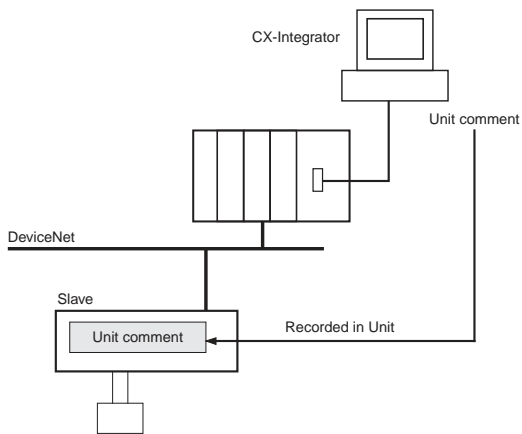 CX-Integrator
Unit comment
DeviceNet
Slave
Unit comment
Recorded in Unit